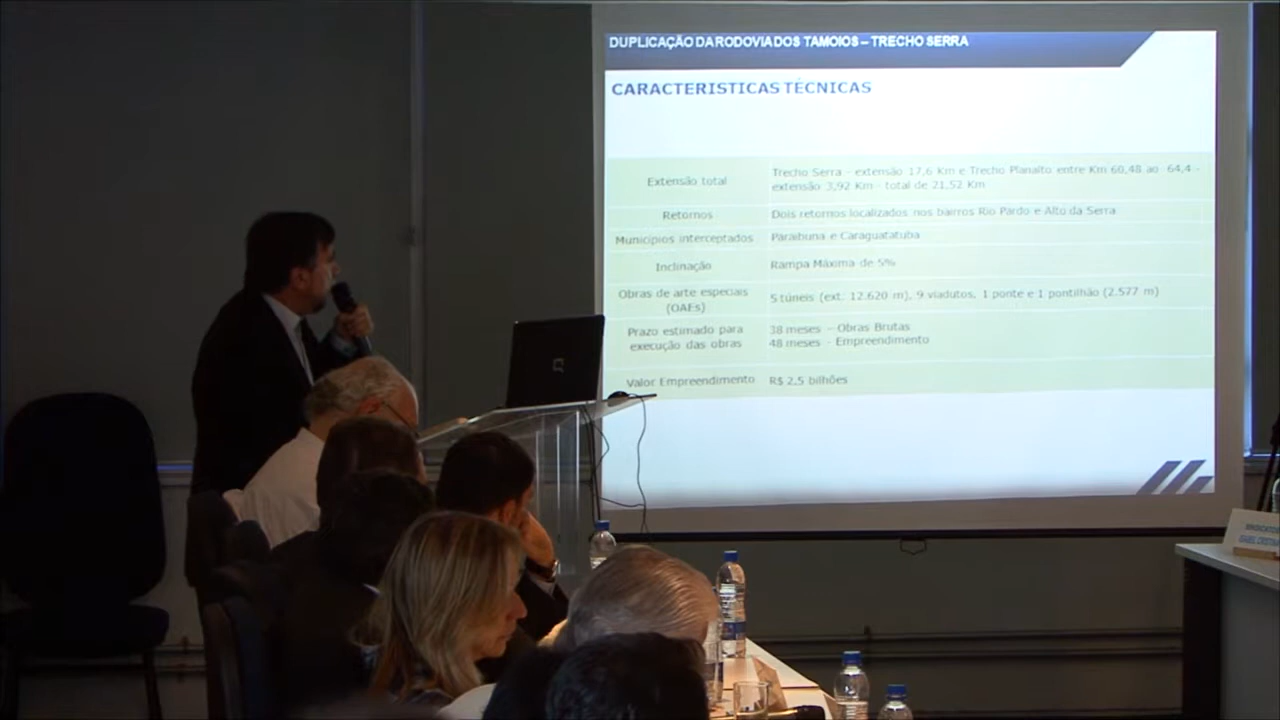 DUPLICAÇÃO DA RODOVIA DOS TAMOIOS – TRECHO SERRA
CARACTERISTICAS TÉCNICAS
Extensão total
Trecho Serra - extensão 17,6 Km e Trecho Planalto entre Km 60,48 ao 64,4 -
extensão 3,92 Km - total de 21,52 Km
Retornos
Dois retornos localizados nos bairros Rio Pardo e Alto da Serra
Municípios interceptados
Paraibuna e Caraguatatuba
Inclinação
Rampa Máxima de 5%
Obras de arte especiais
(OAEs)
5 túneis (ext: 12.620 m), 9 viadutos, 1 ponte e 1 pontilhão (2.577 m)
Prazo estimado para
execução das obras
38 meses – Obras Brutas
48 meses - Empreendimento
Valor Empreendimento
R$ 2,5 bilhões